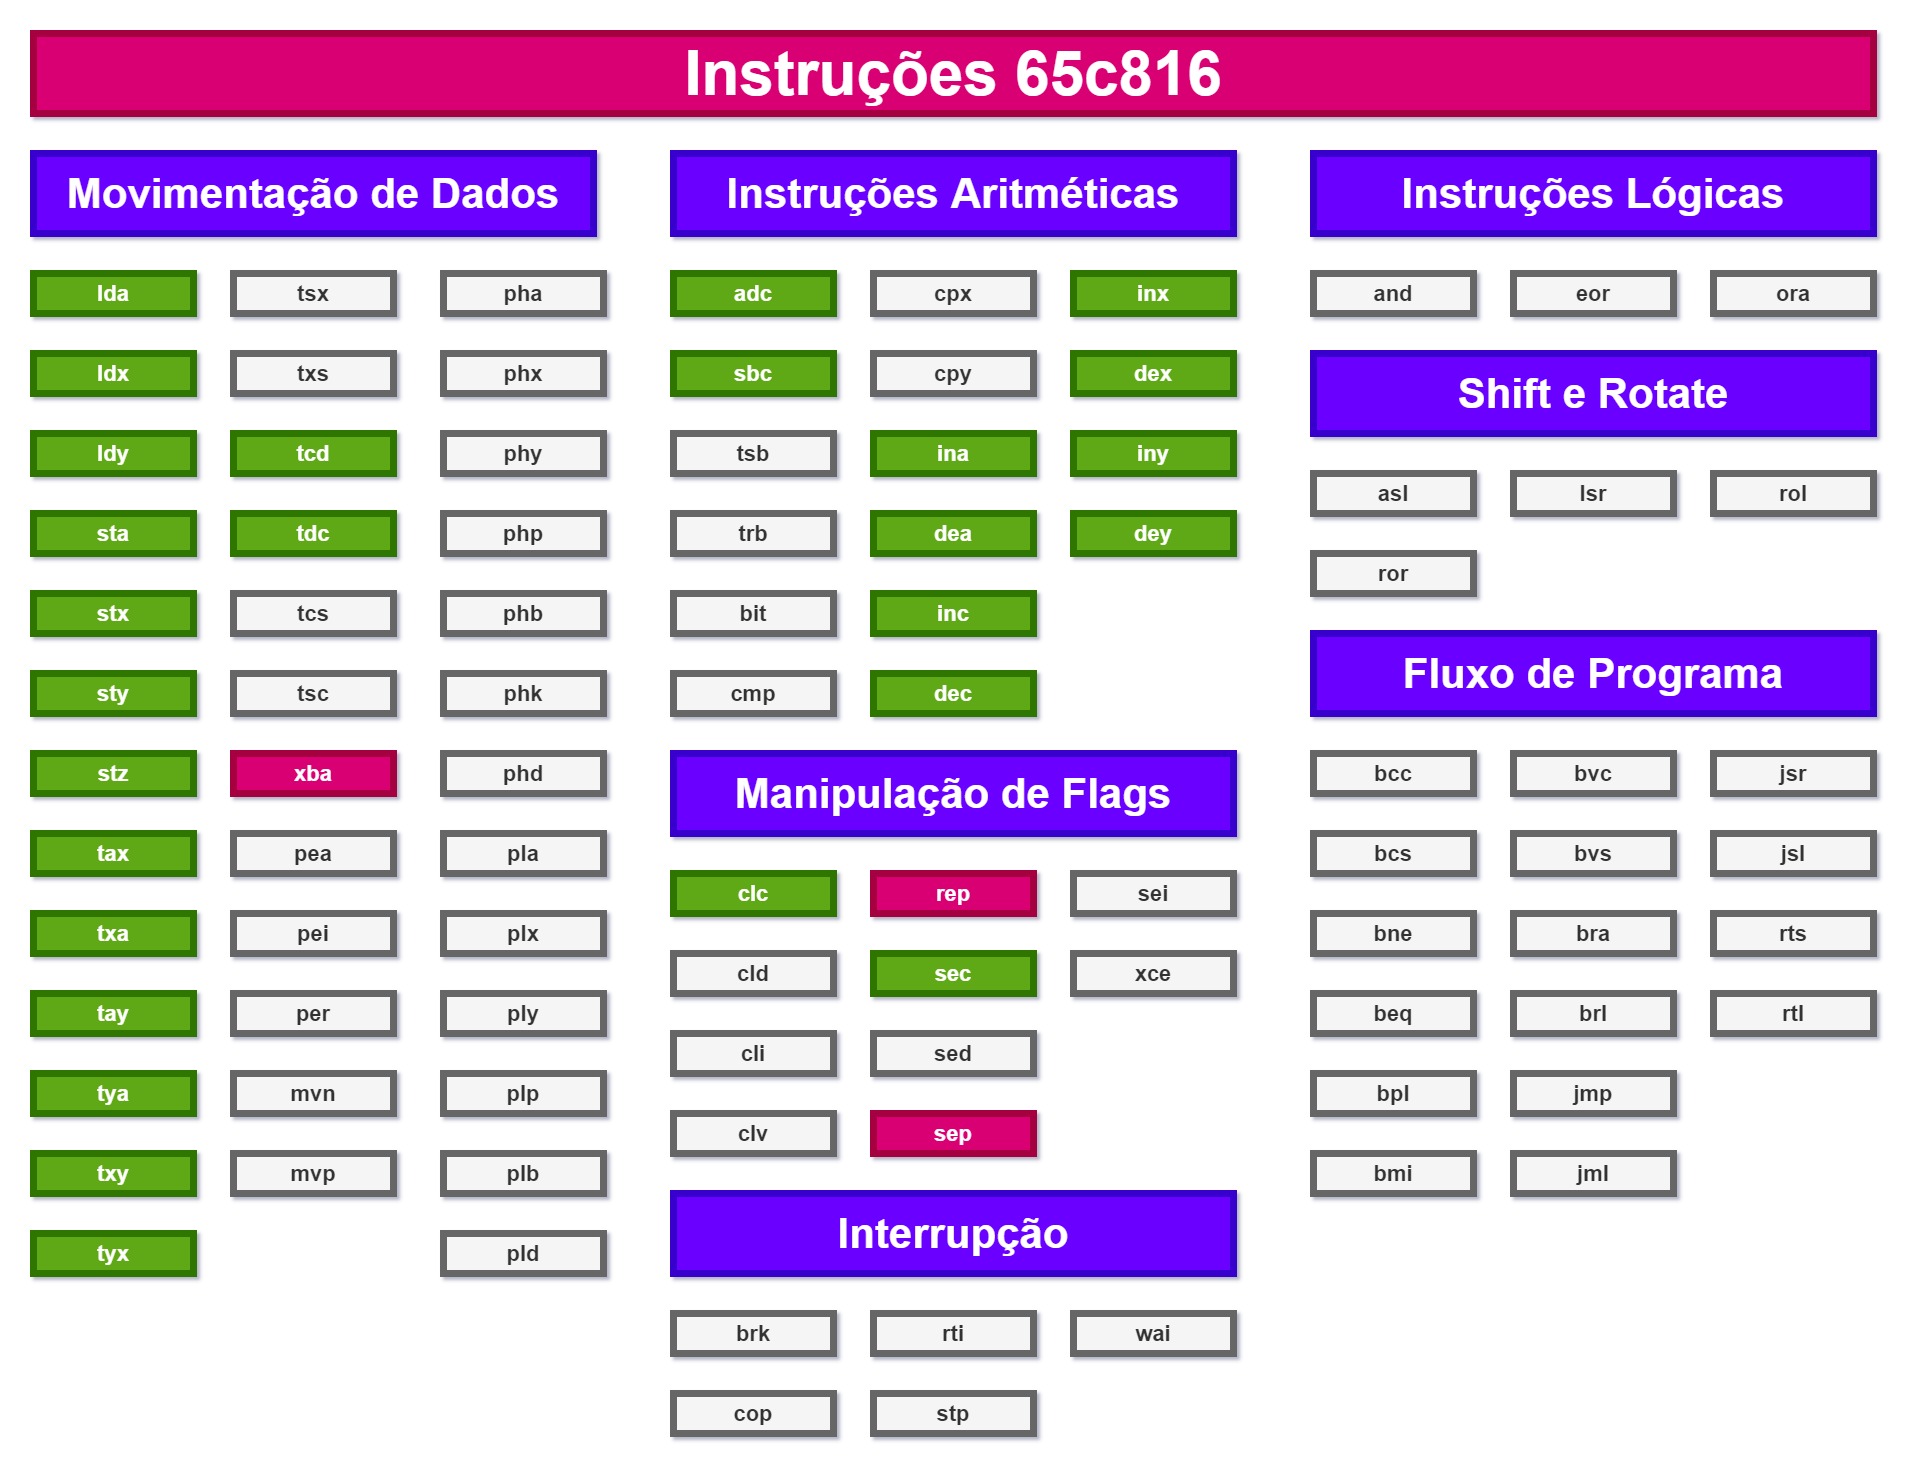 Instruções 65c816
Movimentação de Dados
lda tsx pha
ldx txs phx
ldy tcd phy
sta tdc php
stx tcs phb
sty tsc phk
stz xba phd
tax pea pla
txa pei plx
tay per ply
tya mvn plp
txy mvp plb
tyx pld
Instruções Aritméticas
adc cpx inx
sbc cpy dex
tsb ina iny
trb dea dey
bit inc
cmp dec
Manipulação de Flags
clc rep sei
cld sec xce
cli sed
clv sep
Interrupção
brk rti wai
cop stp
Instruções Lógicas
and eor ora
Shift e Rotate
asl lsr rol
ror
Fluxo de Programa
bcc bvc jsr
bcs bvs jsl
bne bra rts
beq brl rtl
bpl jmp
bmi jml